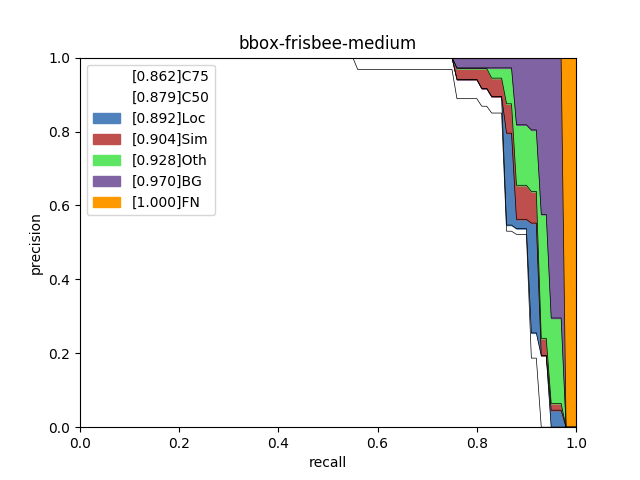 bbox-frisbee-medium
1.0
0.8
0.6
0.4
0.2
0.0
precision
[0.862]C75
[0.879]C50
[0.892]Loc
[0.904]Sim
[0.928]Oth
[0.970]BG
[1.000]FN
0.0 0.2 0.4 0.6 0.8 1.0
recall